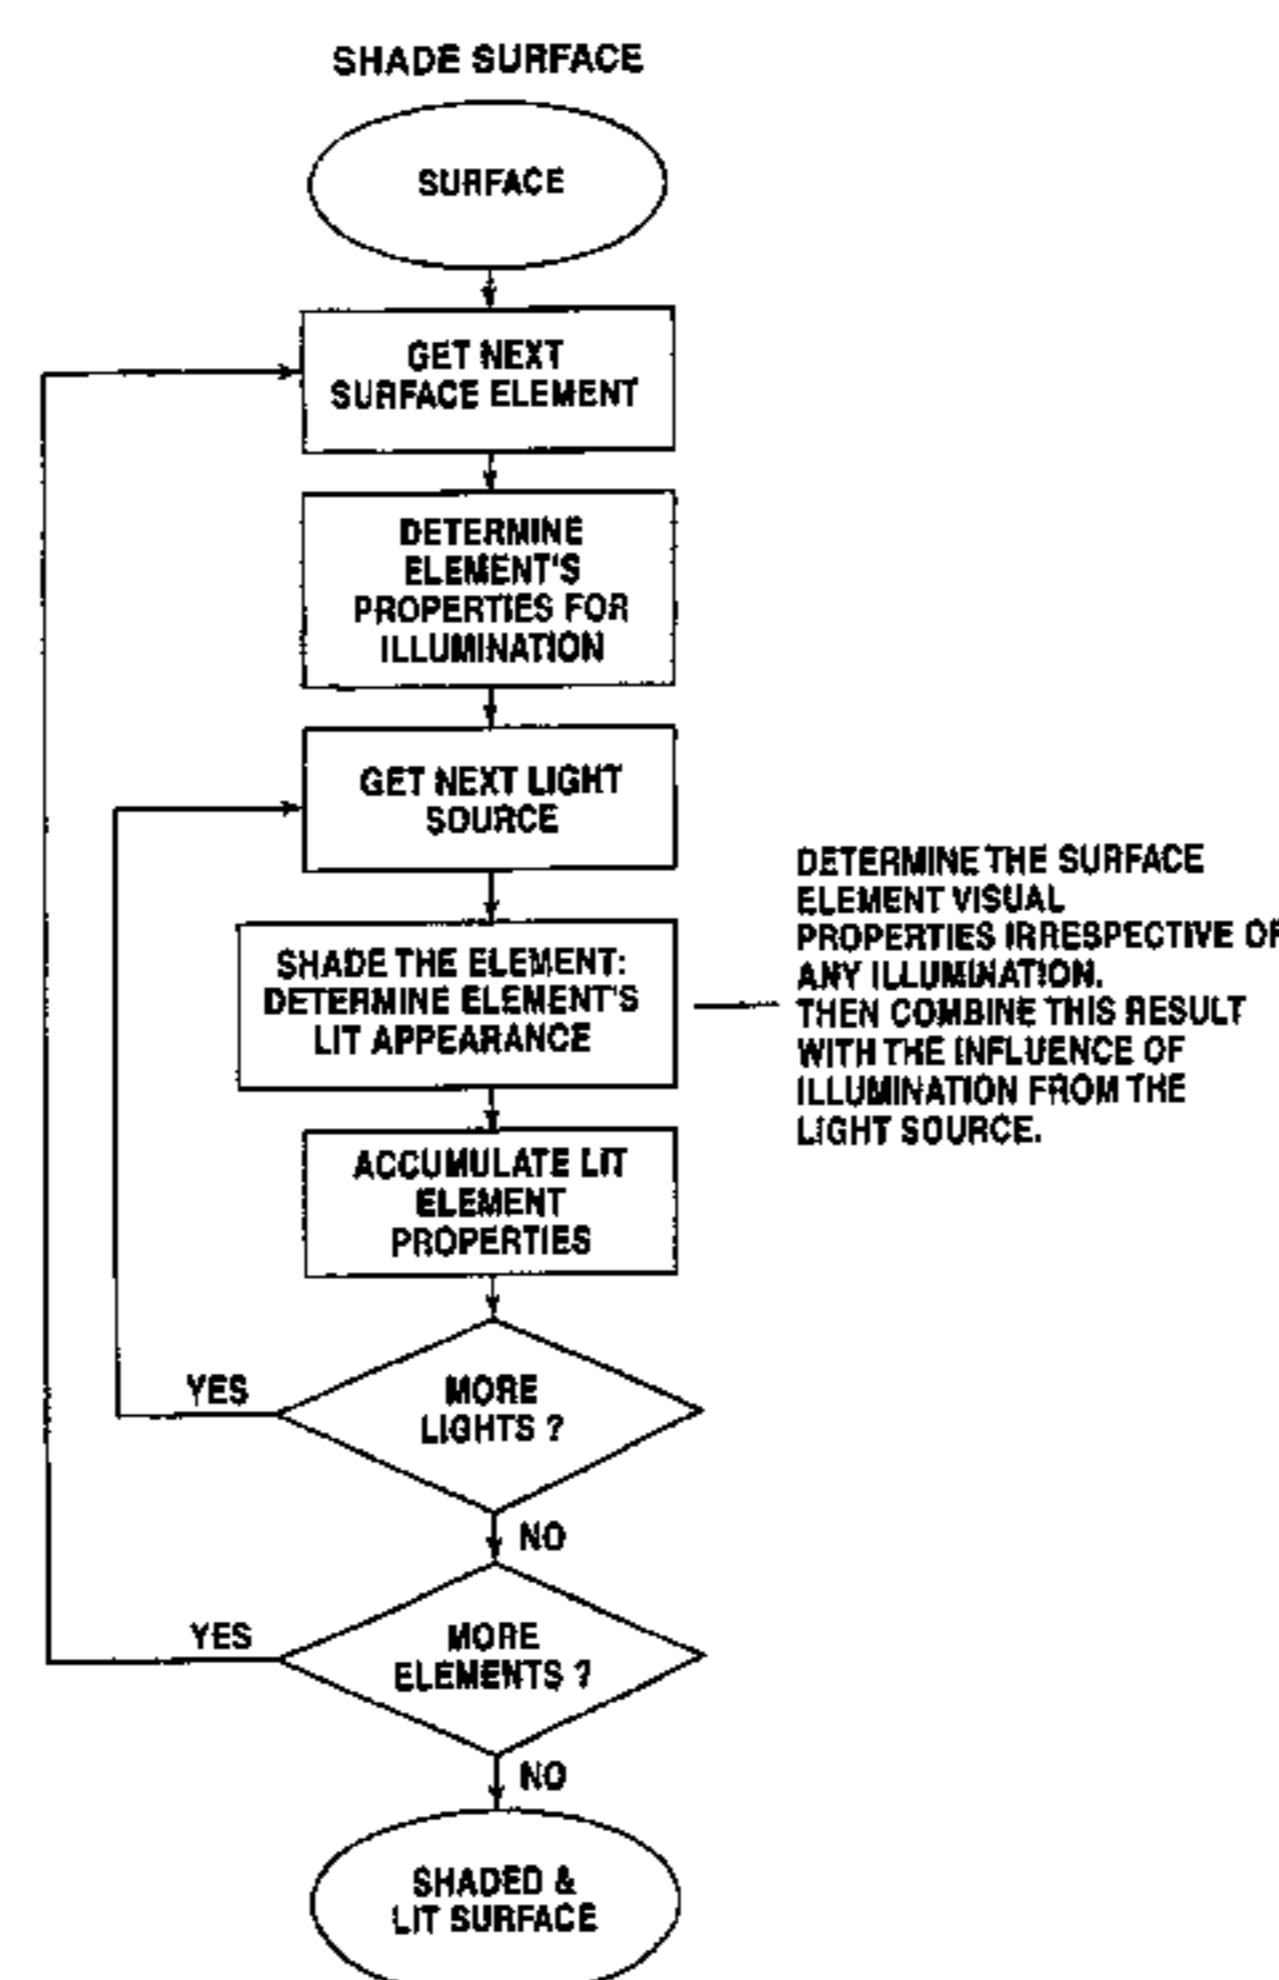 SHADE SURFACE
SURFACE
GET NEXT
SURFACE ELEMENT
DETERMINE
ELEMENT'S
PROPERTIES FOR
ILLUMINATION
GET NEXT LIGHT
SOURCE
SHADE THE ELEMENT:
DETERMINE ELEMENT'S
LIT APPEARANCE
DETERMINE THE SURFACE
ELEMENT VISUAL
PROPERTIES IRRESPECTIVE OF
ANY ILLUMINATION.
THEN COMBINE THIS RESULT
WITH THE INFLUENCE OF
ILLUMINATION FROM THE
LIGHT SOURCE.
ACCUMULATE LIT
ELEMENT
PROPERTIES
YES
MORE
LIGHTS ?
NO
YES
MORE
ELEMENTS ?
NO
SHADED &
LIT SURFACE